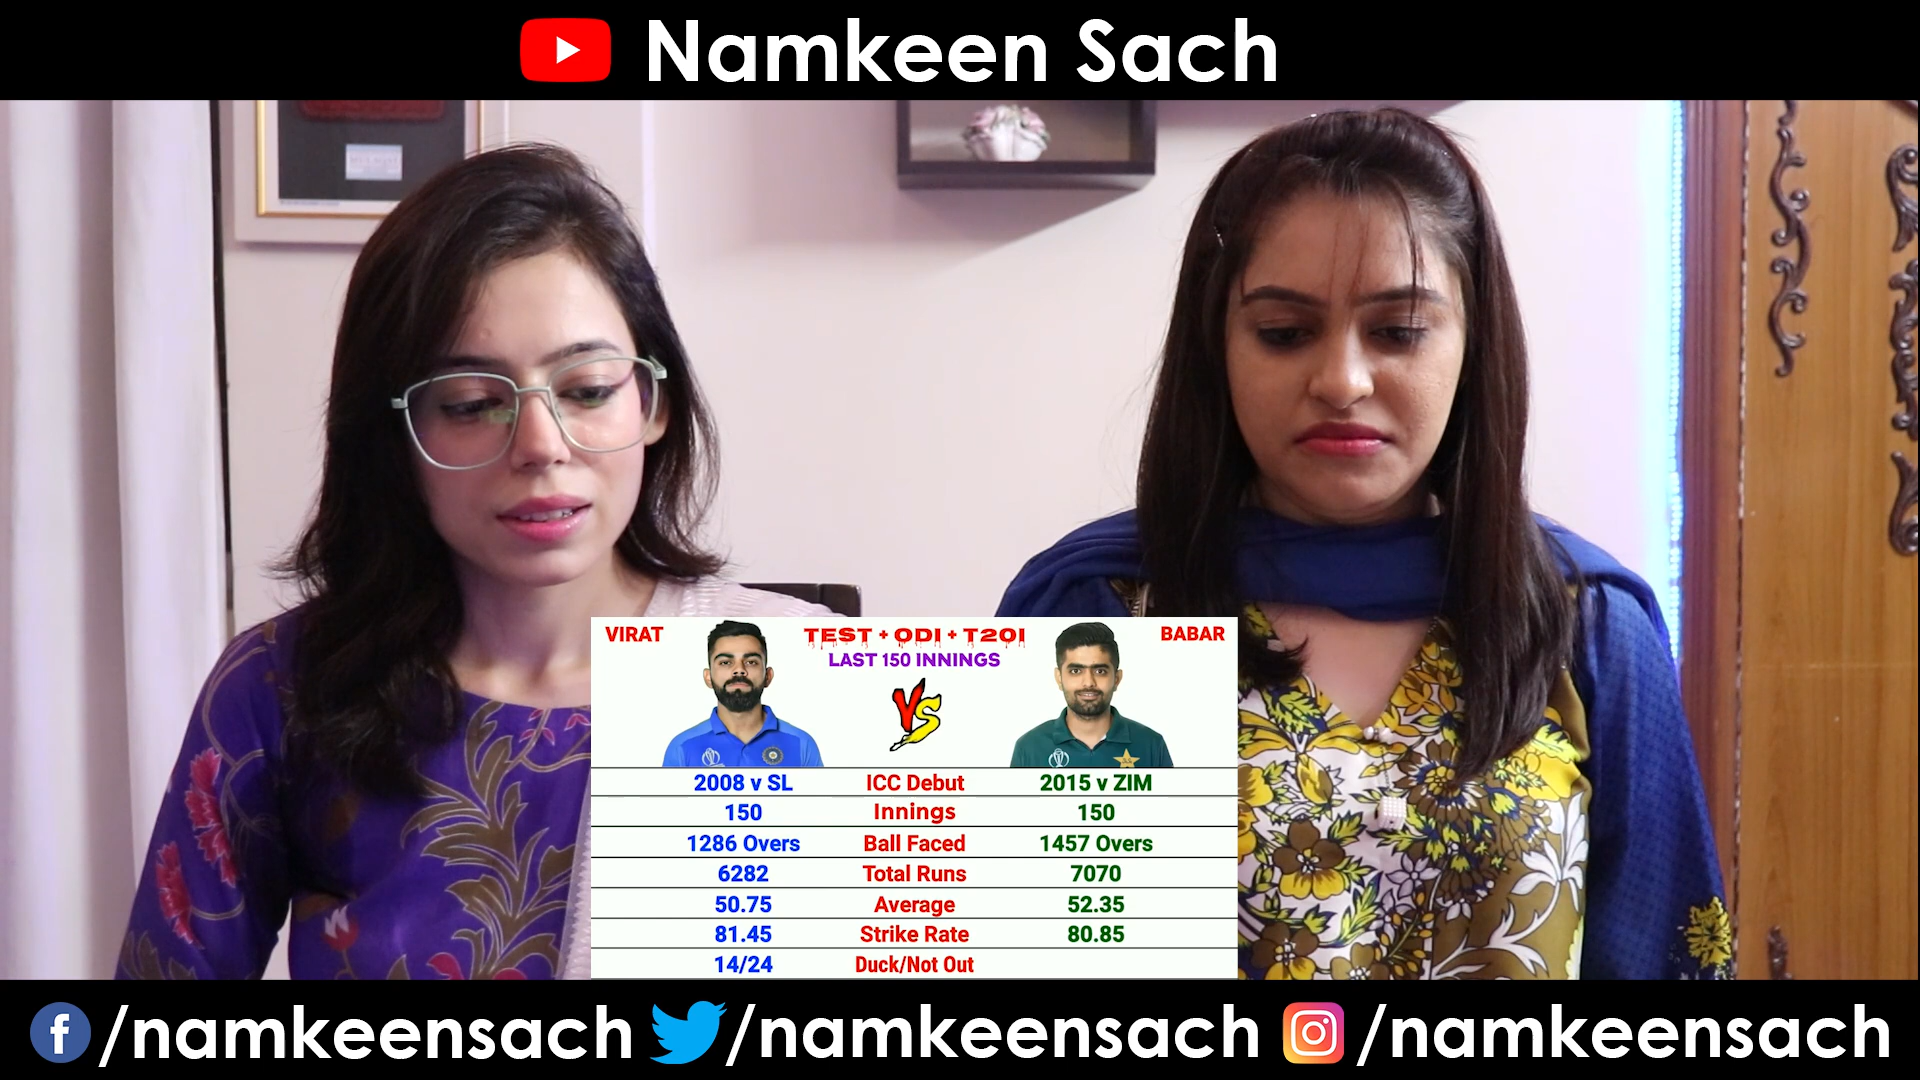 Namkeen Sach
VIRAT
TEST + ODI + T20I
BABAR
LAST 150 INNINGS
VS
2008 v SL ICC Debut 2015 v ZIM
150 Innings 150
1286 Overs Ball Faced 1457 Overs
6282 Total Runs 7070
50.75 Average 52.35
81.45 Strike Rate 80.85
14/24 Duck/Not Out
/namkeensach /namkeensach /namkeensach